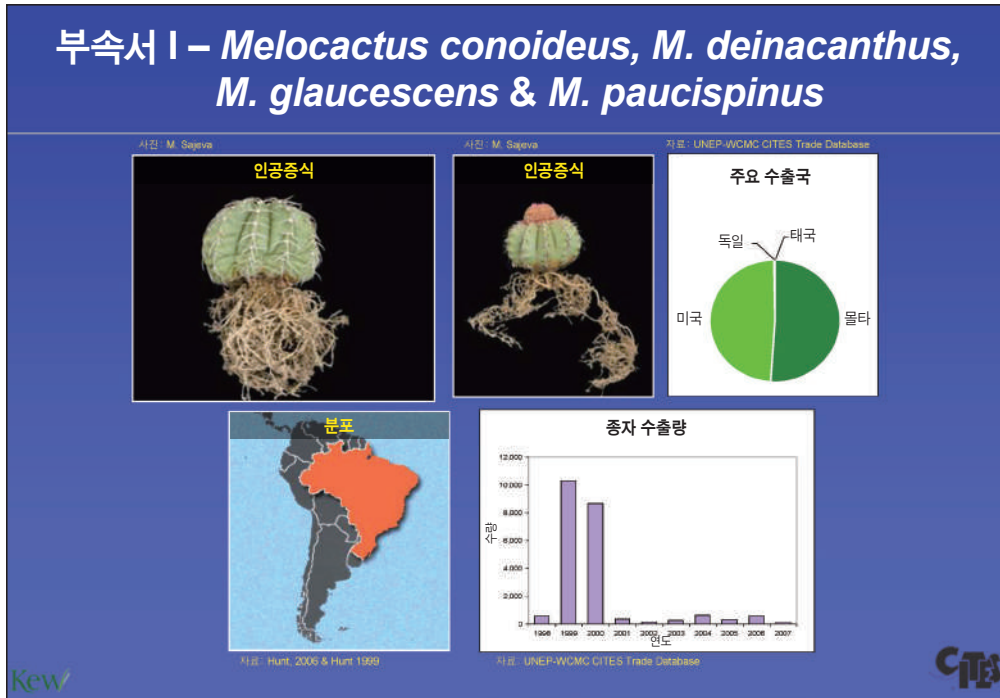 부속서 I – Melocactus conoideus, M. deinacanthus,
M. glaucescens & M. paucispinus
사진 : M. Sajeva
인공증식
사진 : M. Sajeva
인공증식
자료 : UNEP-WCMC CITES Trade Database
주요 수출국
독일
태국
미국
몰타
분포
자료 : Hunt, 2006 & Hunt 1999
종자 수출량
12,000
10,000
8,000
6,000
4,000
2,000
0
수량
1998 1999 2000 2001 2002 2003 2004 2005 2006 2007
연도
자료 : UNEP-WCMC CITES Trade Database
Kew
CITES